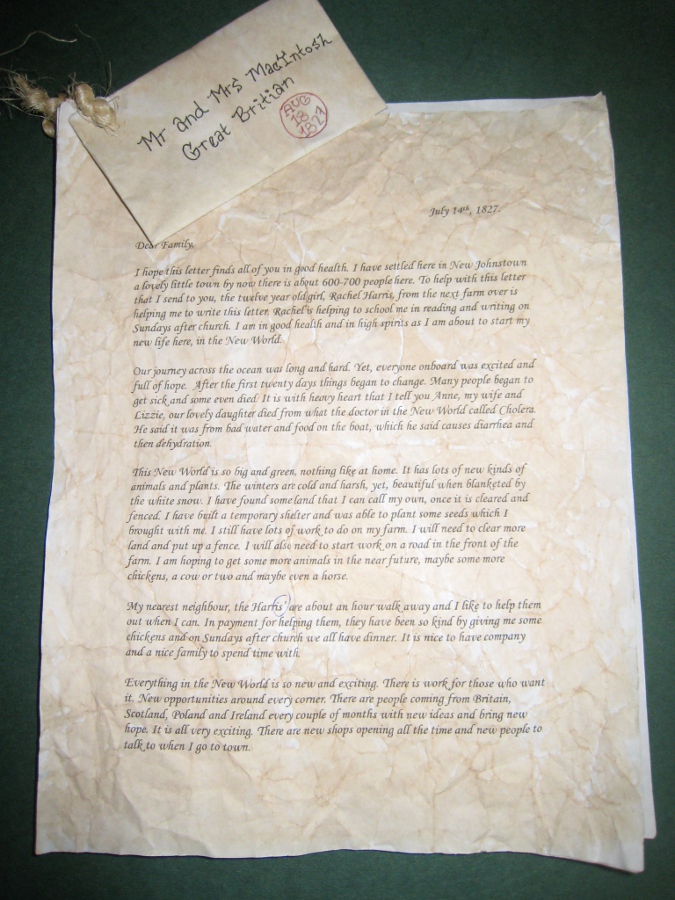 Mr and Mrs MacIntosh
Great Britian
AUG
18
1827
July 14th, 1827.
Dear Family,
I hope this letter finds all of you in good health. I have settled here in New Johnstown
a lovely little town by now there is about 600-700 people here. To help with this letter
that I send to you, the twelve year old girl, Rachel Harris, from the next farm over is
helping me to write this letter. Rachel's helping to school me in reading and writing on
Sundays after church. I am in good health and in high spirits as I am about to start my
new life here, in the New World.
Our journey across the ocean was long and hard. Yet, everyone onboard was excited and
full of hope. After the first twenty days things began to change. Many people began to
get sick and some even died. It is with heavy heart that I tell you Anne, my wife and
Lizzie, our lovely daughter died from what the doctor in the New World called Cholera.
He said it was from bad water and food on the boat, which he said causes diarrhea and
then dehydration.
This New World is so big and green, nothing like at home. It has lots of new kinds of
animals and plants. The winters are cold and harsh, yet, beautiful when blanketed by
the white snow. I have found some land that I can call my own, once it is cleared and
fenced. I have built a temporary shelter and was able to plant some seeds which I
brought with me. I still have lots of work to do on my farm. I will need to clear more
land and put up a fence. I will also need to start work on a road in the front of the
farm. I am hoping to get some more animals in the near future, maybe some more
chickens, a cow or two and maybe even a horse.
My nearest neighbour, the Harris' are about an hour walk away and I like to help them
out when I can. In payment for helping them, they have been so kind by giving me some
chickens and on Sundays after church we all have dinner. It is nice to have company
and a nice family to spend time with.
Everything in the New World is so new and exciting. There is work for those who want
it. New opportunities around every corner. There are people coming from Britain,
Scotland, Poland and Ireland every couple of months with new ideas and bring new
hope. It is all very exciting. There are new shops opening all the time and new people to
talk to when I go to town.